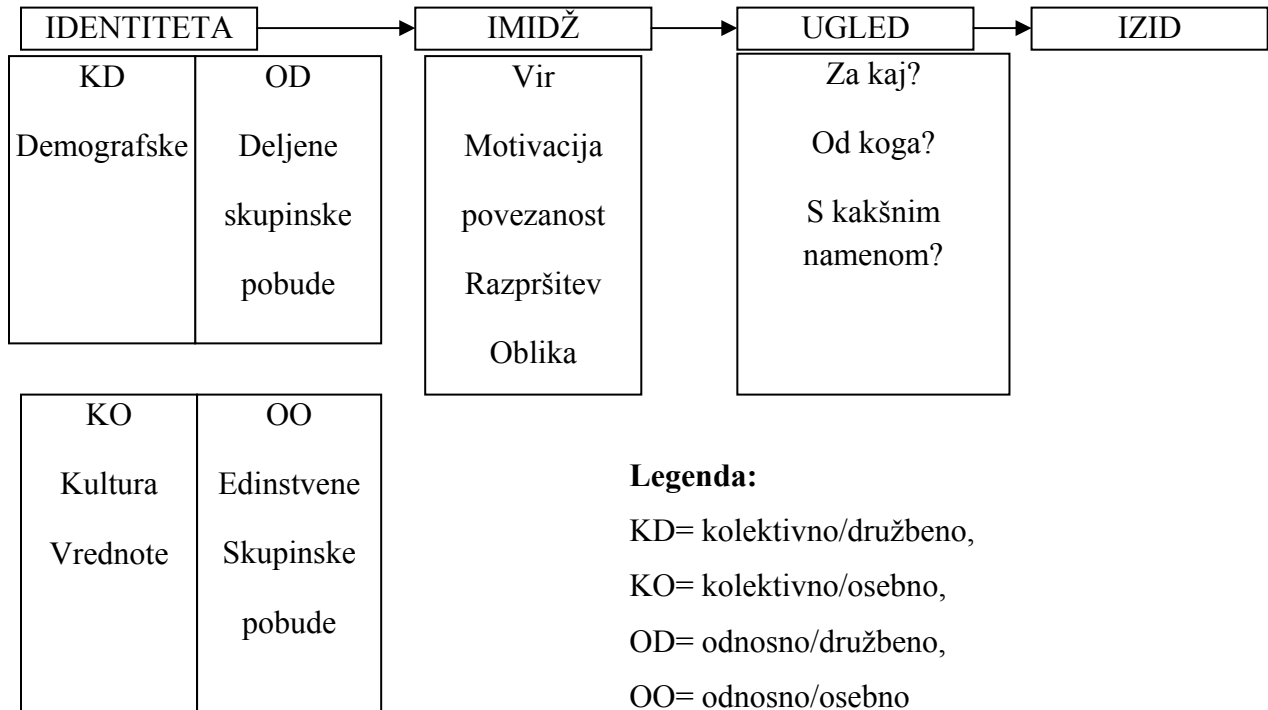 IDENTITETA
IMIDŽ
UGLED
IZID
KD
Demografske
OD
Deljene
skupinske
pobude
Vir
Motivacija
povezanost
Razpršitev
Oblika
Za kaj?
Od koga?
S kakšnim
namenom?
KO
Kultura
Vrednote
OO
Edinstvene
Skupinske
pobude
Legenda:
KD= kolektivno/družbeno,
KO= kolektivno/osebno,
OD= odnosno/družbeno,
OO= odnosno/osebno